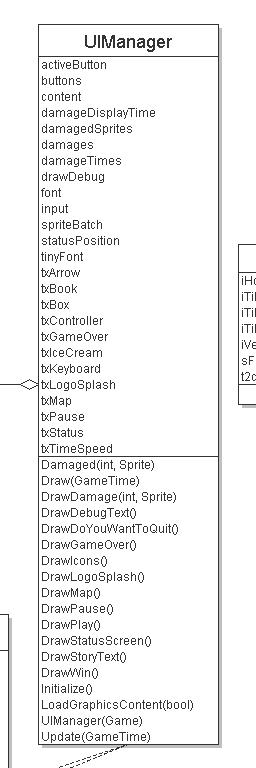 UIManager
activeButton
buttons
content
damageDisplayTime
damagedSprites
damages
damageTimes
drawDebug
font
input
spriteBatch
statusPosition
tinyFont
txArrow
txBook
txBox
txController
txGameOver
txIceCream
txKeyboard
txLogoSplash
txMap
txPause
txStatus
txTimeSpeed
Damaged(int, Sprite)
Draw(GameTime)
DrawDamage(int, Sprite)
DrawDebugText()
DrawDoYouWantToQuit()
DrawGameOver()
DrawIcons()
DrawLogoSplash()
DrawMap()
DrawPause()
DrawPlay()
DrawStatusScreen()
DrawStoryText()
DrawWin()
Initialize()
LoadGraphicsContent(bool)
UIManager(Game)
Update(GameTime)